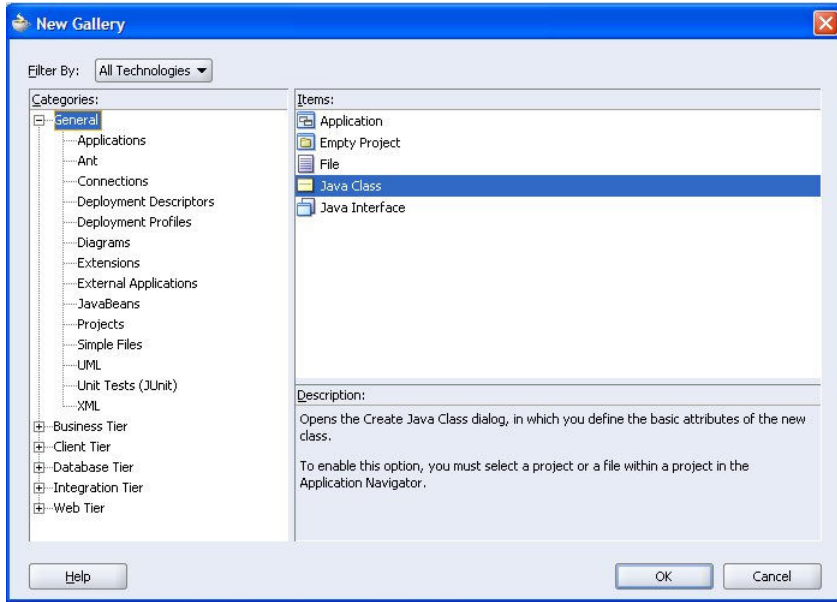 New Gallery
Filter By: All Technologies
Categories:
General
Applications
Ant
Connections
Deployment Descriptors
Deployment Profiles
Diagrams
Extensions
External Applications
JavaBeans
Projects
Simple Files
UML
Unit Tests (JUnit)
XML
Business Tier
Client Tier
Database Tier
Integration Tier
Web Tier
Items:
Application
Empty Project
File
Java Class
Java Interface
Description:
Opens the Create Java Class dialog, in which you define the basic attributes of the new
class.
To enable this option, you must select a project or a file within a project in the
Application Navigator.
Help
OK
Cancel